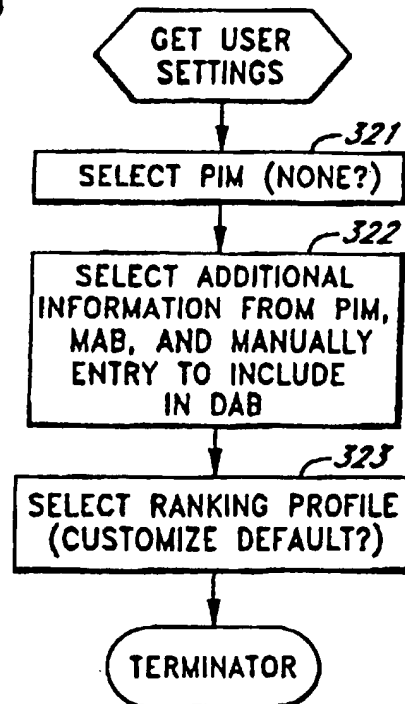 GET USER
SETTINGS
321
SELECT PIM (NONE?)
322
SELECT ADDITIONAL
INFORMATION FROM PIM,
MAB, AND MANUALLY
ENTRY TO INCLUDE
IN DAB
323
SELECT RANKING PROFILE
(CUSTOMIZE DEFAULT?)
TERMINATOR